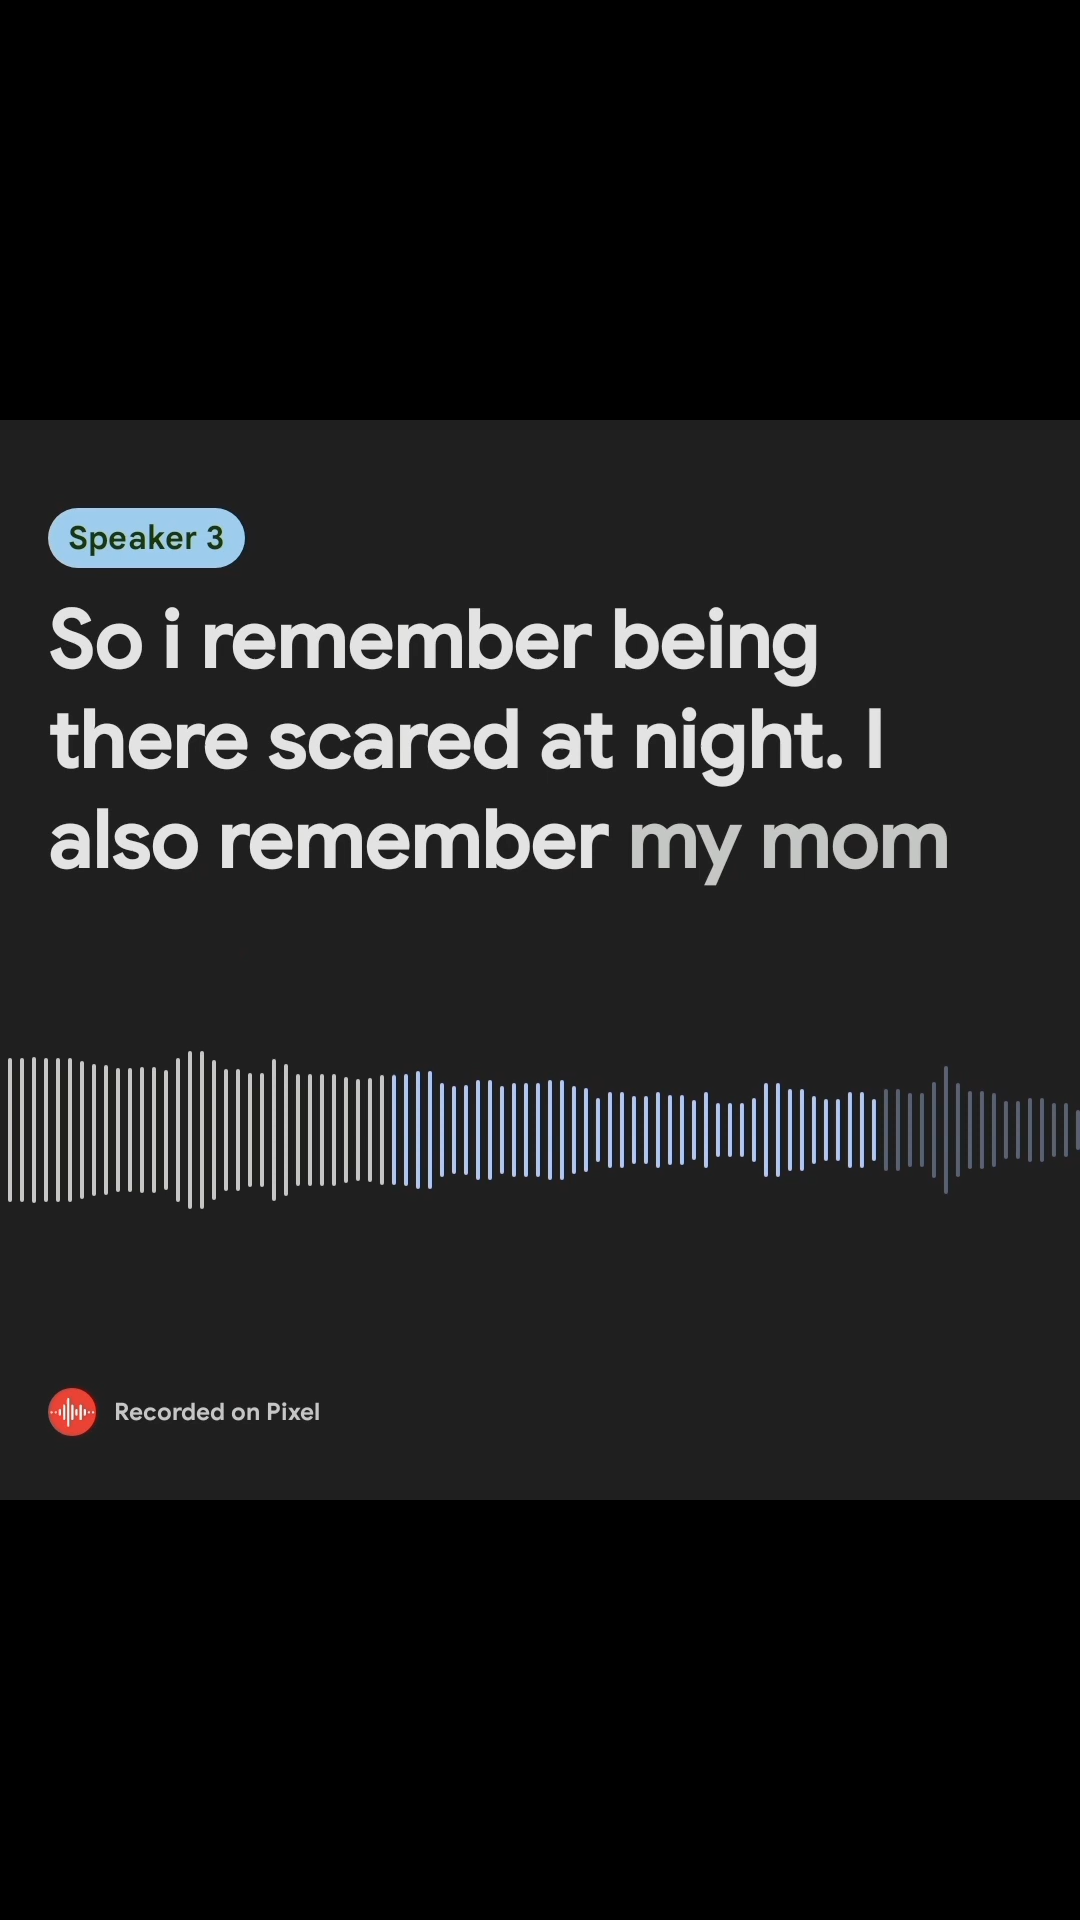 Speaker 3
So i remember being
there scared at night. I
also remember my mom
Recorded on Pixel